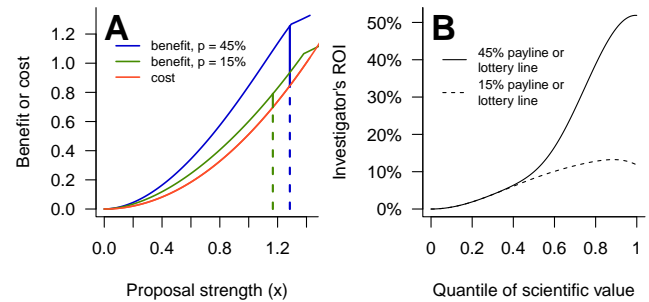 A
benefit, p = 45%
benefit, p = 15%
cost
Benefit or cost
1.2
1.0
0.8
0.6
0.4
0.2
0.0
0.0
0.4
0.8
1.2
Proposal strength (x)
B
45% payline or
lottery line
15% payline or
lottery line
Investigator's ROI
50%
40%
30%
20%
10%
0%
0
0.2
0.4
0.6
0.8
1
Quantile of scientific value